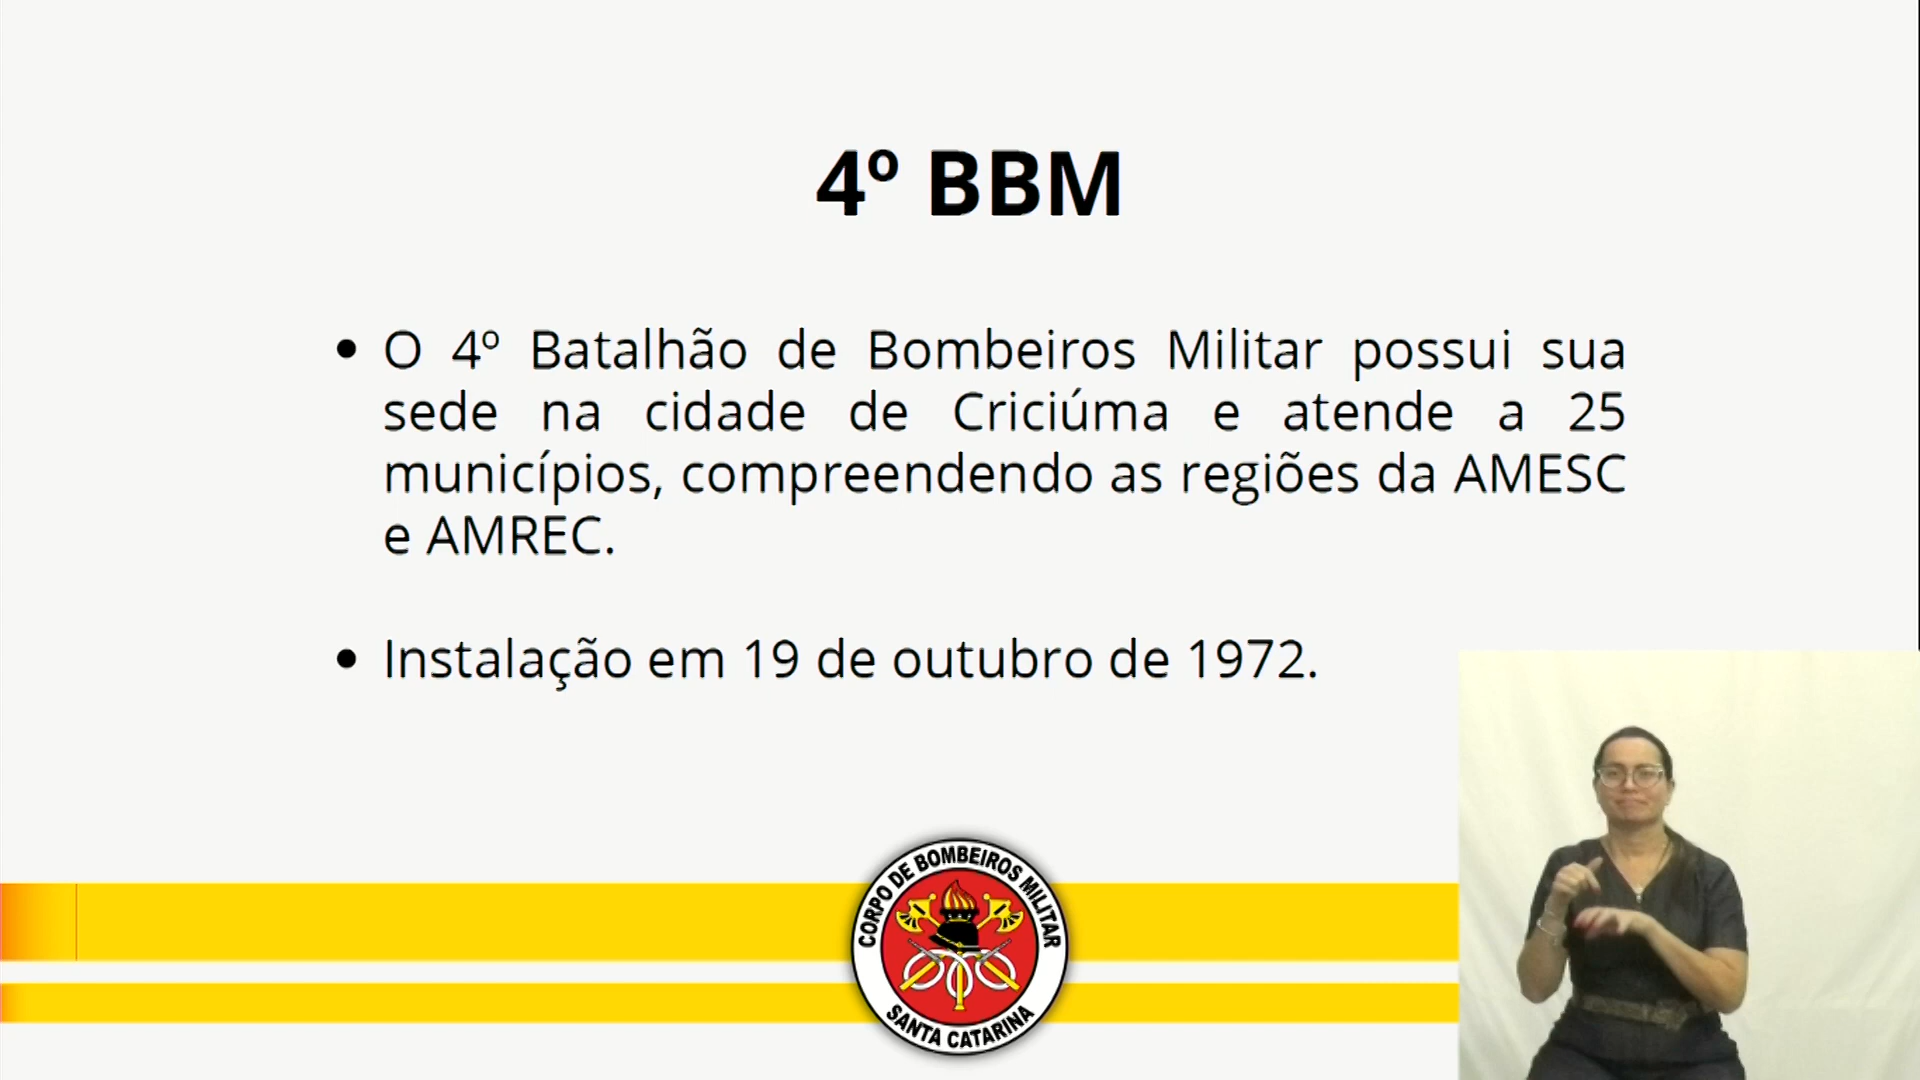 4º BBM
• O 4º Batalhão de Bombeiros Militar possui sua
sede na cidade de Criciúma e atende a 25
municípios, compreendendo as regiões da AMESC
e AMREC.
• Instalação em 19 de outubro de 1972.
CORPO DE BOMBEIROS MILITAR
SANTA CATARINA